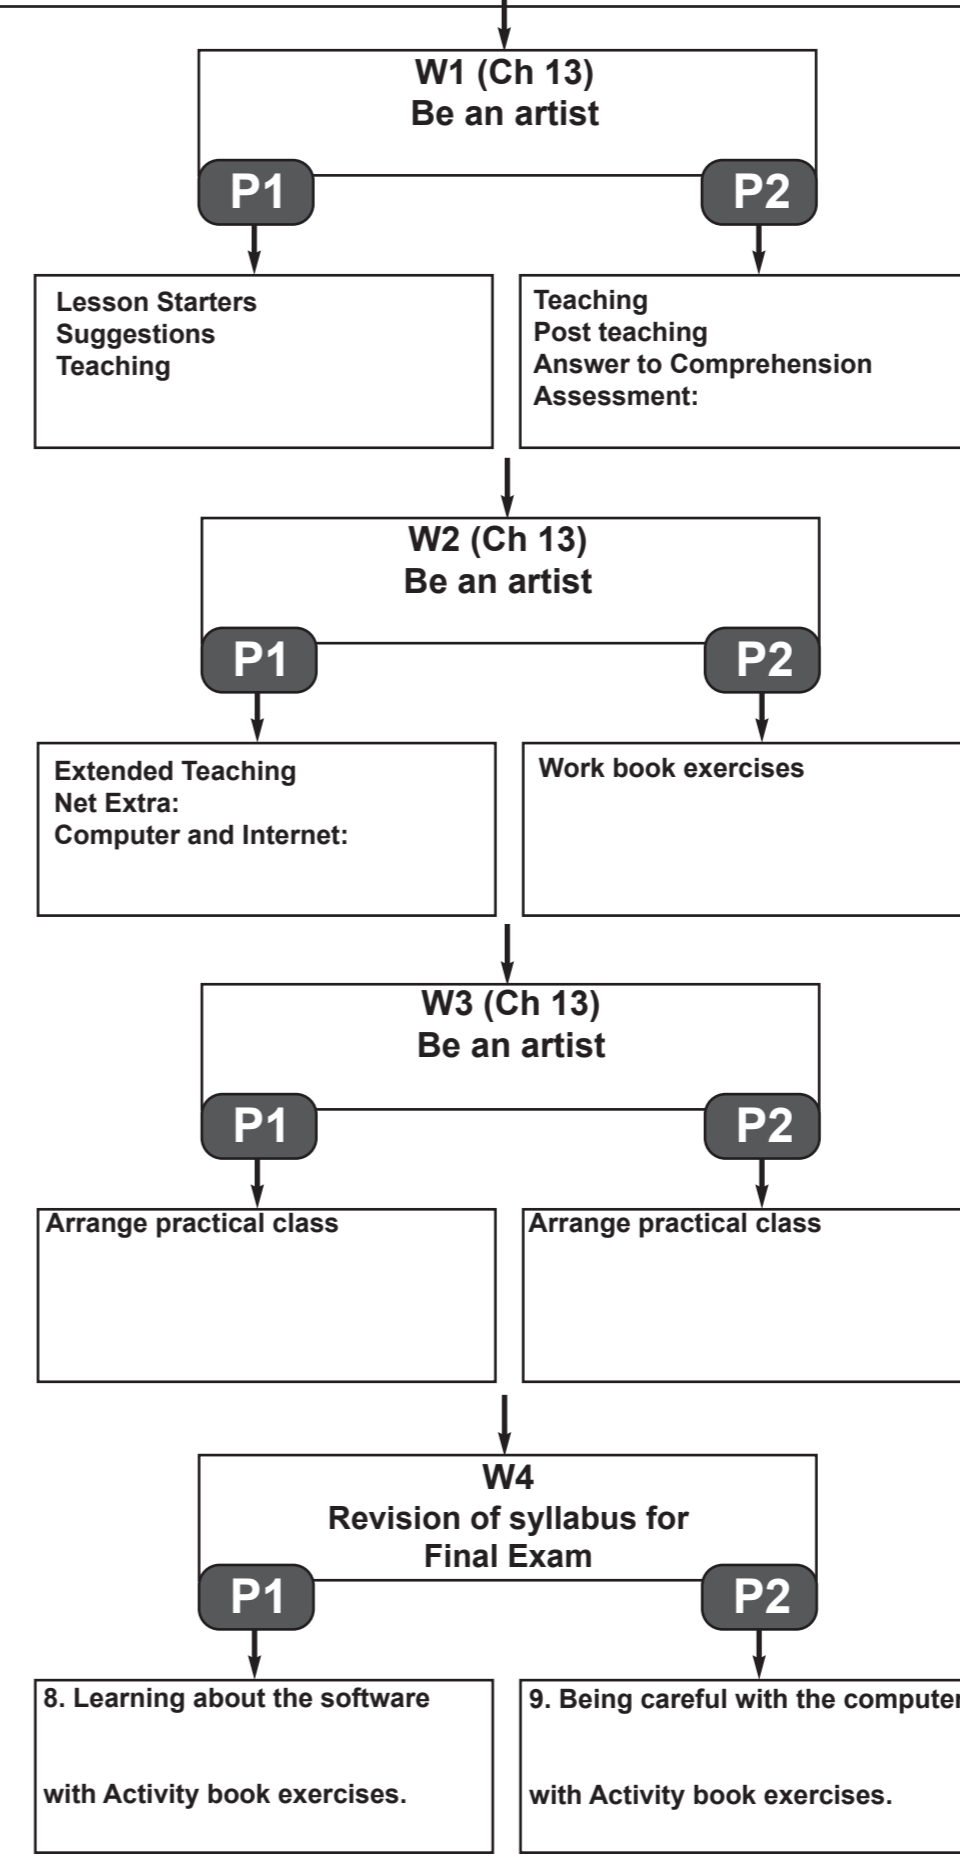 W1 (Ch 13)
Be an artist
P1
P2
Lesson Starters
Suggestions
Teaching
Teaching
Post teaching
Answer to Comprehension
Assessment:
W2 (Ch 13)
Be an artist
P1
P2
Extended Teaching
Net Extra:
Computer and Internet:
Work book exercises
W3 (Ch 13)
Be an artist
P1
P2
Arrange practical class
Arrange practical class
W4
Revision of syllabus for
Final Exam
P1
P2
8. Learning about the software
with Activity book exercises.
9. Being careful with the computer
with Activity book exercises.